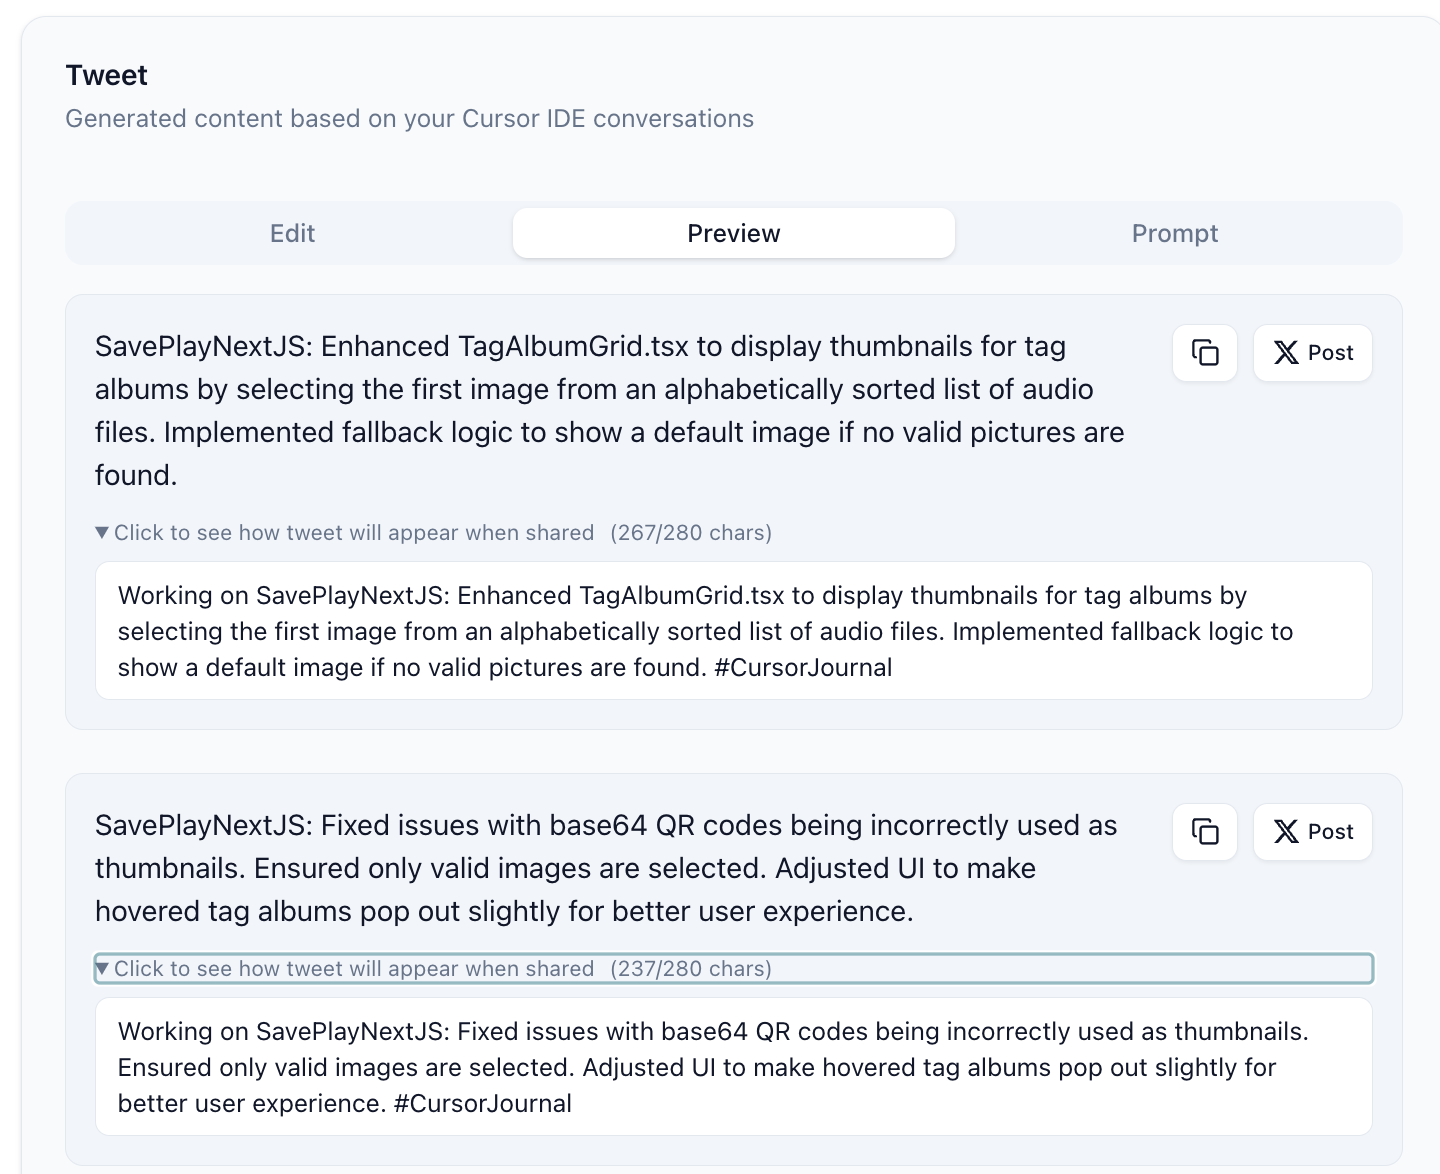 Tweet
Generated content based on your Cursor IDE conversations
Edit
Preview
Prompt
SavePlayNextJS: Enhanced TagAlbumGrid.tsx to display thumbnails for tag
albums by selecting the first image from an alphabetically sorted list of audio
files. Implemented fallback logic to show a default image if no valid pictures are
found.
Post
Click to see how tweet will appear when shared (267/280 chars)
Working on SavePlayNextJS: Enhanced TagAlbumGrid.tsx to display thumbnails for tag albums by
selecting the first image from an alphabetically sorted list of audio files. Implemented fallback logic to
show a default image if no valid pictures are found. #CursorJournal
SavePlayNextJS: Fixed issues with base64 QR codes being incorrectly used as
thumbnails. Ensured only valid images are selected. Adjusted UI to make
hovered tag albums pop out slightly for better user experience.
Post
Click to see how tweet will appear when shared (237/280 chars)
Working on SavePlayNextJS: Fixed issues with base64 QR codes being incorrectly used as thumbnails.
Ensured only valid images are selected. Adjusted UI to make hovered tag albums pop out slightly for
better user experience. #CursorJournal